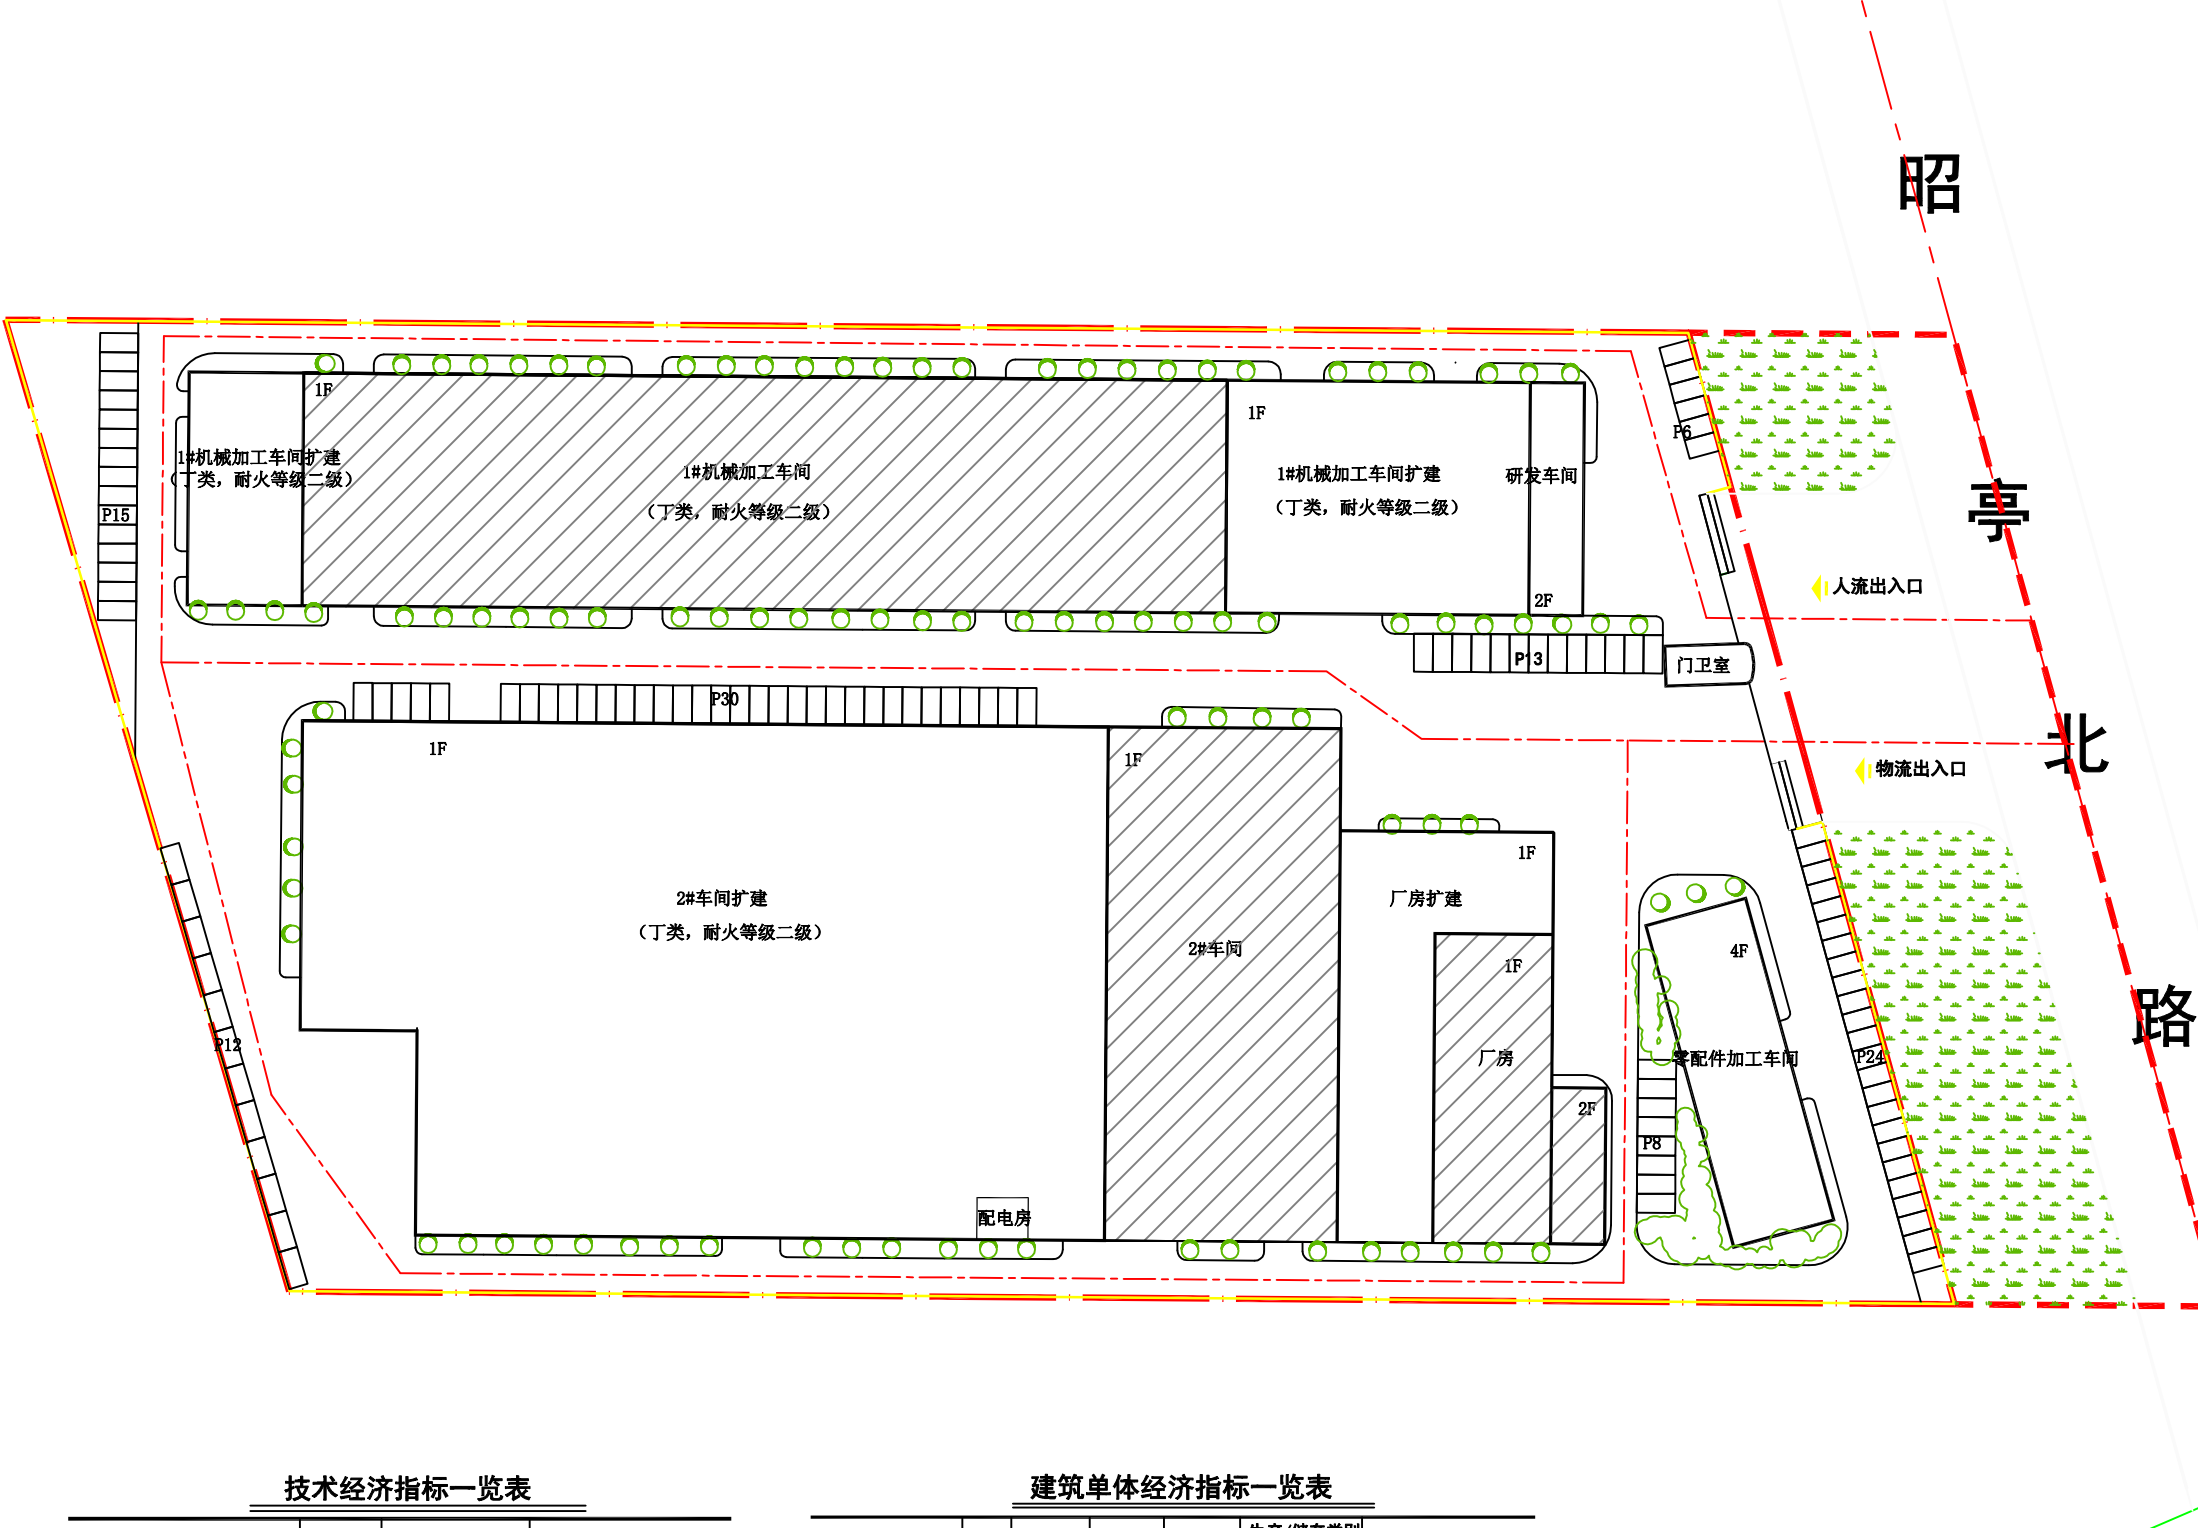 昭
亭
北
路
1F
1#机械加工车间扩建
（丁类，耐火等级二级）
1#机械加工车间
（丁类，耐火等级二级）
1F
1#机械加工车间扩建
（丁类，耐火等级二级）
研发车间
2F
P6
P15
人流出入口
P13
门卫室
P30
1F
1F
物流出入口
2#车间扩建
（丁类，耐火等级二级）
2#车间
1F
厂房扩建
1F
厂房
2F
4F
零配件加工车间
P24
P12
P8
配电房
技术经济指标一览表
建筑单体经济指标一览表
生产/储存类别